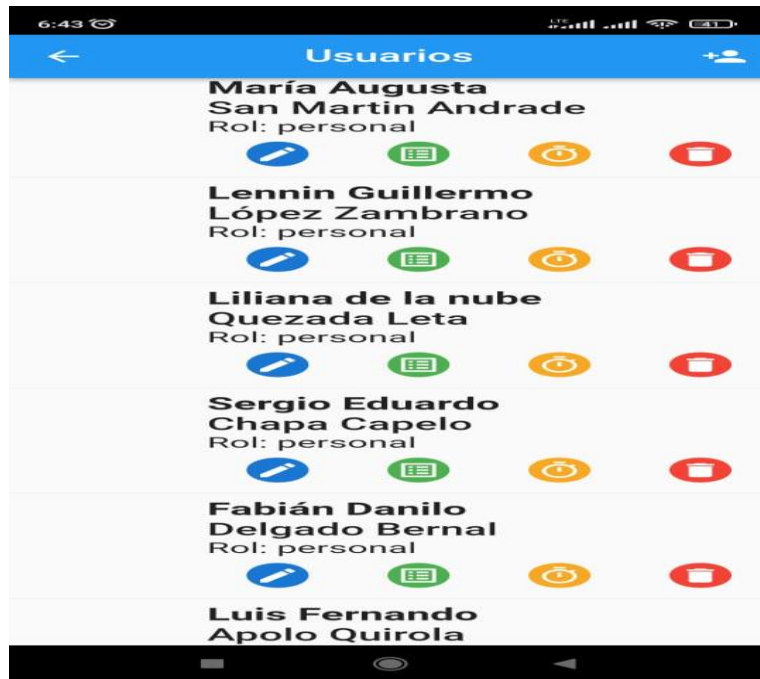 6:43
LTE
41
Usuarios
María Augusta
San Martin Andrade
Rol: personal
Lennin Guillermo
López Zambrano
Rol: personal
Liliana de la nube
Quezada Leta
Rol: personal
Sergio Eduardo
Chapa Capelo
Rol: personal
Fabián Danilo
Delgado Bernal
Rol: personal
Luis Fernando
Apolo Quirola